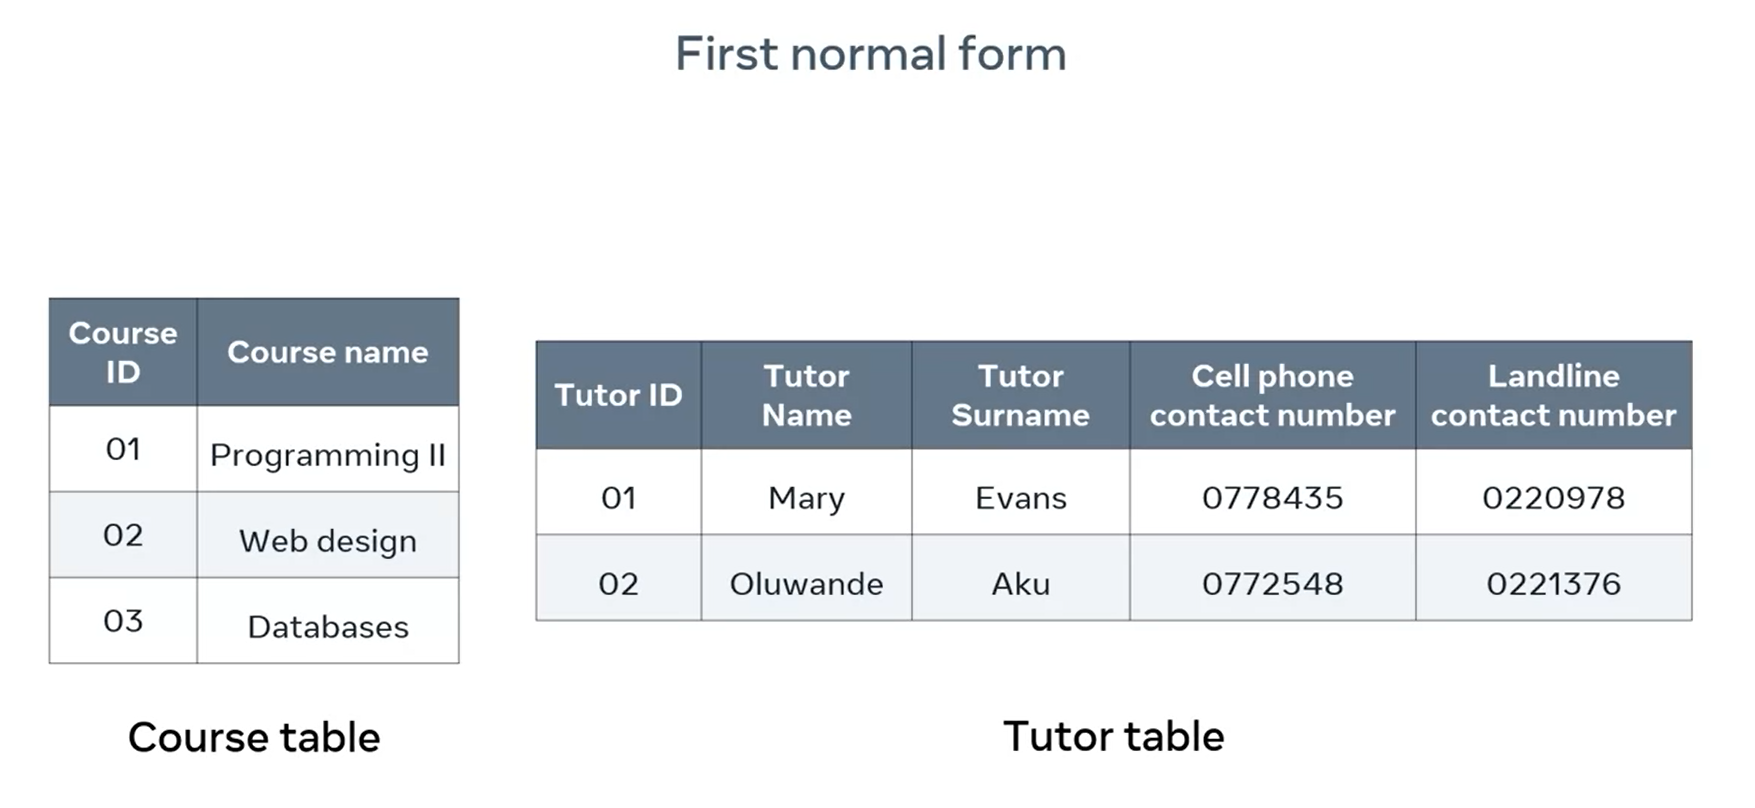 First normal form
Course ID	Course name
01	Programming II
02	Web design
03	Databases
Course table
Tutor ID	Tutor Name	Tutor Surname	Cell phone contact number	Landline contact number
01	Mary	Evans	0778435	0220978
02	Oluwande	Aku	0772548	0221376
Tutor table